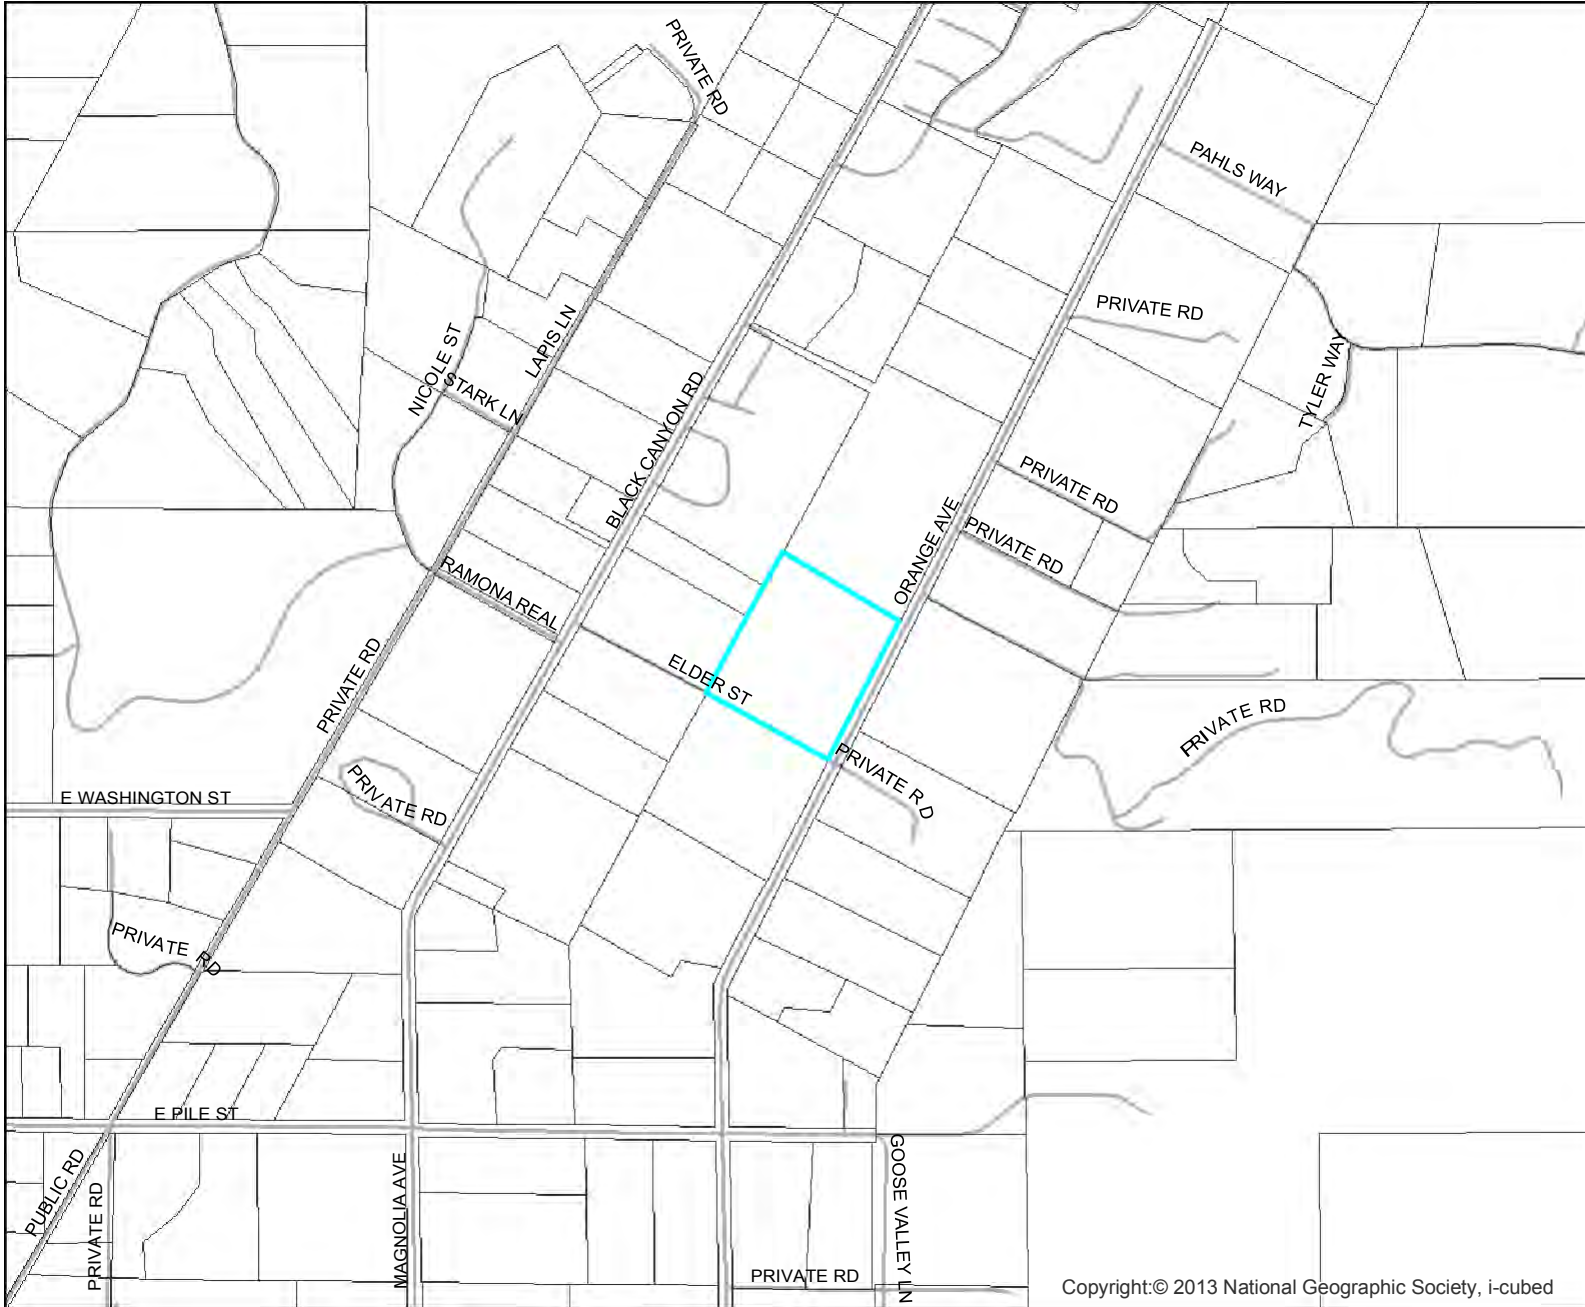 PRIVATE RD
PAHLS WAY
PRIVATE RD
LAPIS LN
NICOLE ST
STARK LN
TYLER WAY
BLACK CANYON RD
PRIVATE RD
ORANGE AVE
PRIVATE RD
RAMONA REAL
ELDER ST
PRIVATE RD
PRIVATE RD
PRIVATE RD
PRIVATE RD
E WASHINGTON ST
PRIVATE RD
E PILE ST
PUBLIC RD
PRIVATE RD
MAGNOLIA AVE
GOOSE VALLEY LN
PRIVATE RD
Copyright:© 2013 National Geographic Society, i-cubed